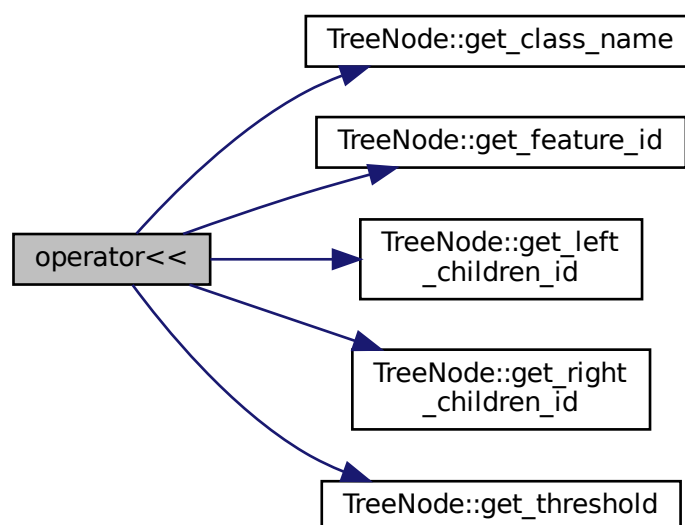 TreeNode::get_class_name
TreeNode::get_feature_id
operator<<
TreeNode::get_left
_children_id
TreeNode::get_right
_children_id
TreeNode::get_threshold